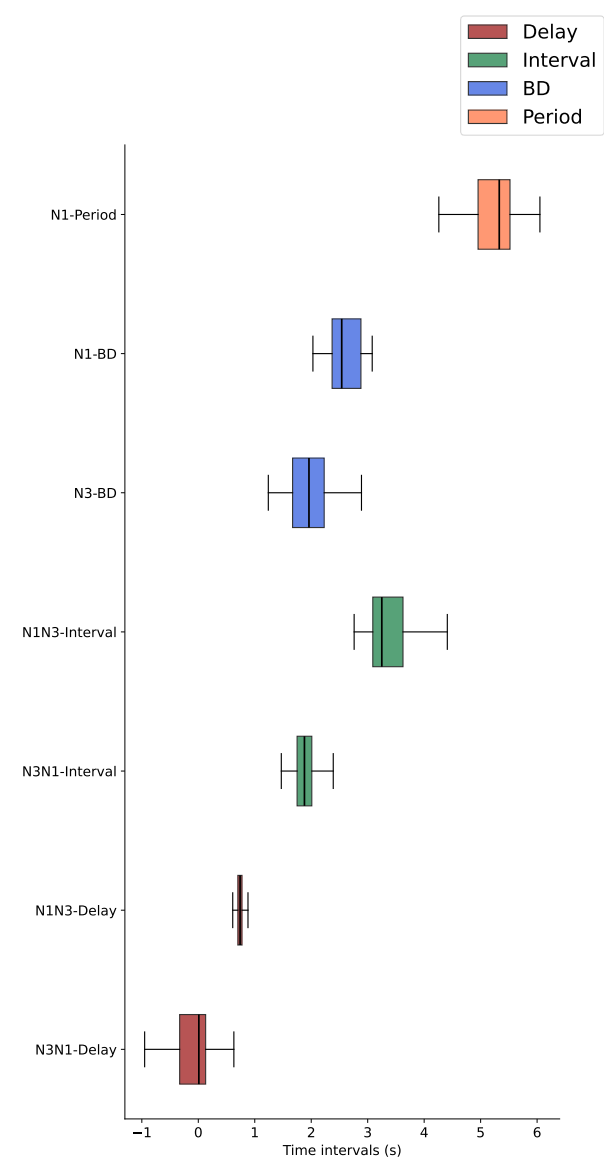 Delay
Interval
BD
Period
N1-Period
N1-BD
N3-BD
N1N3-Interval
N3N1-Interval
N1N3-Delay
N3N1-Delay
−1 0 1 2 3 4 5 6
Time intervals (s)